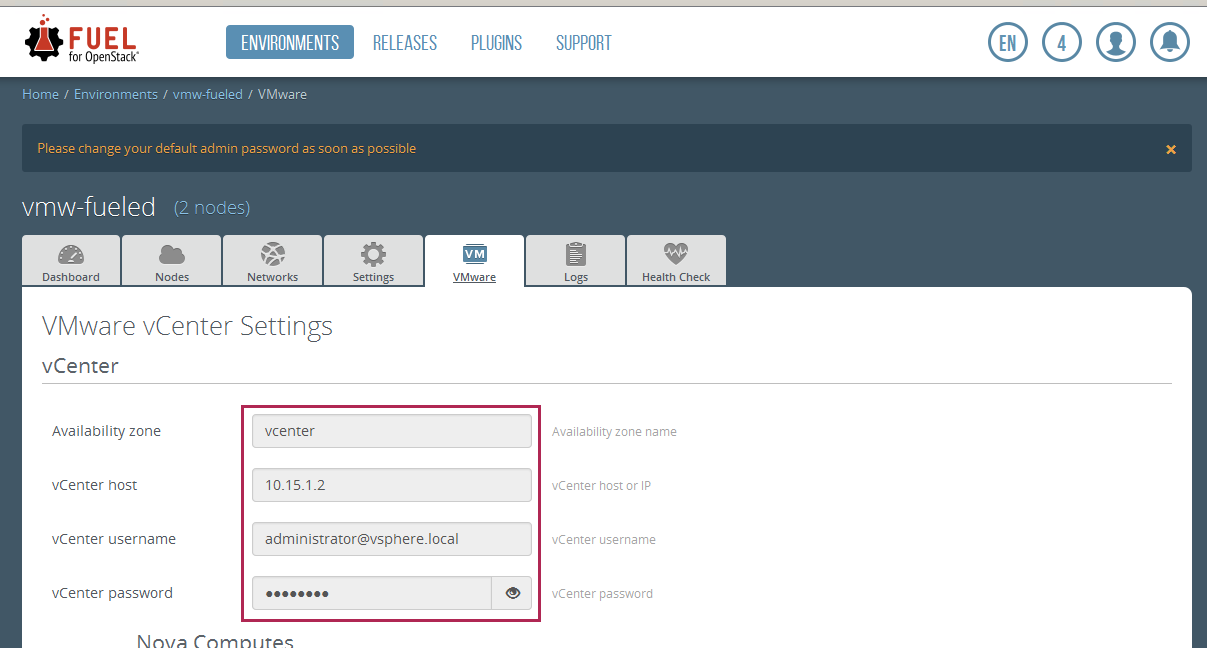 FUEL
for OpenStack
ENVIRONMENTS RELEASES PLUGINS SUPPORT EN 4
Home / Environments / vmw-fueled / VMware
Please change your default admin password as soon as possible ×
vmw-fueled (2 nodes)
VM
Dashboard Nodes Networks Settings VMware Logs Health Check
VMware vCenter Settings
vCenter
Availability zone vcenter Availability zone name
vCenter host 10.15.1.2 vCenter host or IP
vCenter username administrator@vsphere.local vCenter username
vCenter password ●●●●●●●● vCenter password
Nova Computes